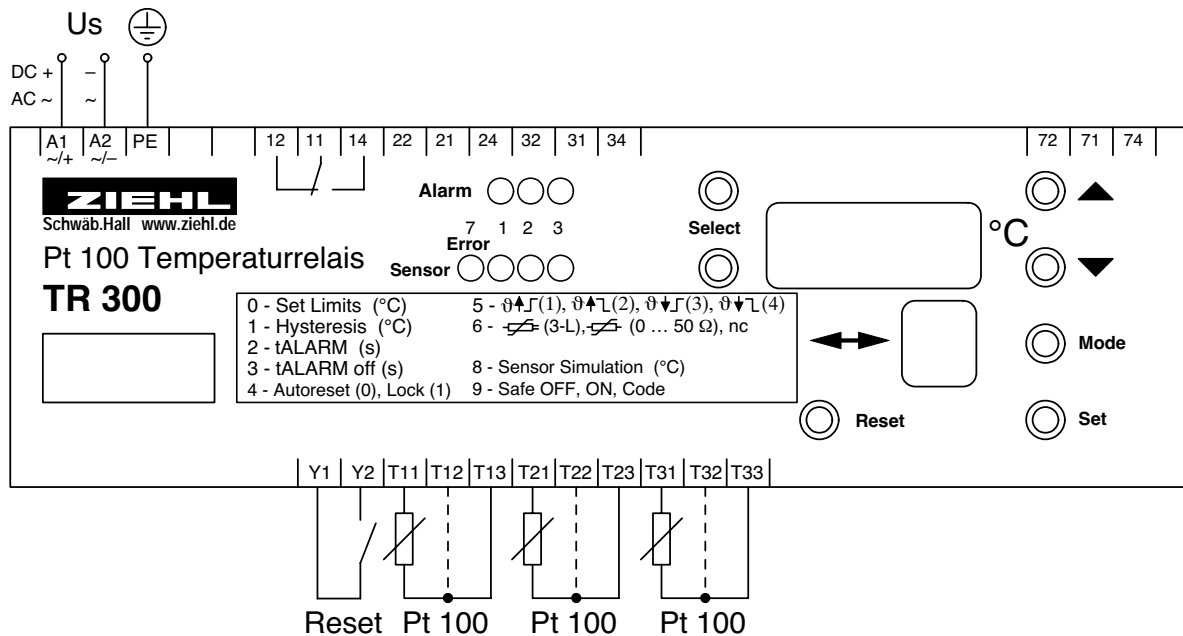 Us
DC + –
AC ~ ~
A1 A2 PE 12 11 14 22 21 24 32 31 34 72 71 74
~/+ ~/–
ZIEHL
Schwäb.Hall www.ziehl.de
Pt 100 Temperaturrelais
TR 300
Alarm
7 1 2 3
Error
Sensor
Select
°C
0 - Set Limits (°C)
1 - Hysteresis (°C)
2 - tALARM (s)
3 - tALARM off (s)
4 - Autoreset (0), Lock (1)
5 - ϑ (1), ϑ (2), ϑ (3), ϑ (4)
6 - (3-L), (0 … 50 Ω), nc
8 - Sensor Simulation (°C)
9 - Safe OFF, ON, Code
Mode
Reset
Set
Y1 Y2 T11 T12 T13 T21 T22 T23 T31 T32 T33
Reset Pt 100 Pt 100 Pt 100